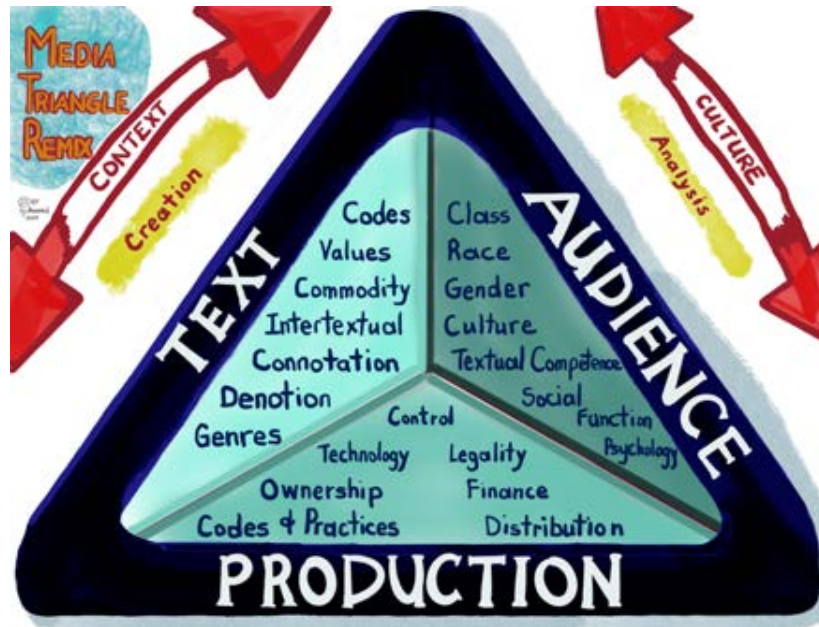 MEDIA
TRIANGLE
REMIX
CONTEXT
Creation
CULTURE
Analysis
TEXT
Codes
Values
Commodity
Intertextual
Connotation
Denotion
Genres
AUDIENCE
Class
Race
Gender
Culture
Textual Competence
Social
Function
Psychology
Control
Technology
Legality
Ownership
Finance
Codes & Practices
Distribution
PRODUCTION